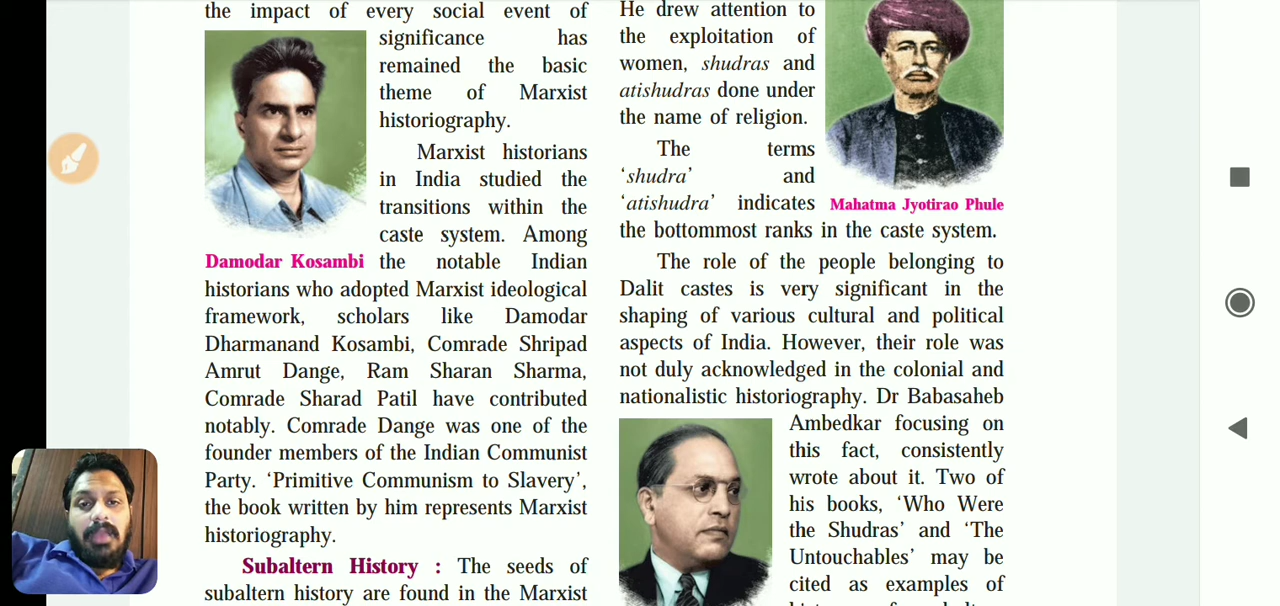 the impact of every social event of
significance has
remained the basic
theme of Marxist
historiography.
Marxist historians
in India studied the
transitions within the
caste system. Among
Damodar Kosambi the notable Indian
historians who adopted Marxist ideological
framework, scholars like Damodar
Dharmanand Kosambi, Comrade Shripad
Amrut Dange, Ram Sharan Sharma,
Comrade Sharad Patil have contributed
notably. Comrade Dange was one of the
founder members of the Indian Communist
Party. ‘Primitive Communism to Slavery’,
the book written by him represents Marxist
historiography.
Subaltern History : The seeds of
subaltern history are found in the Marxist
He drew attention to
the exploitation of
women, shudras and
atishudras done under
the name of religion.
The terms
‘shudra’ and
‘atishudra’ indicates
Mahatma Jyotirao Phule
the bottommost ranks in the caste system.
The role of the people belonging to
Dalit castes is very significant in the
shaping of various cultural and political
aspects of India. However, their role was
not duly acknowledged in the colonial and
nationalistic historiography. Dr Babasaheb
Ambedkar focusing on
this fact, consistently
wrote about it. Two of
his books, ‘Who Were
the Shudras’ and ‘The
Untouchables’ may be
cited as examples of